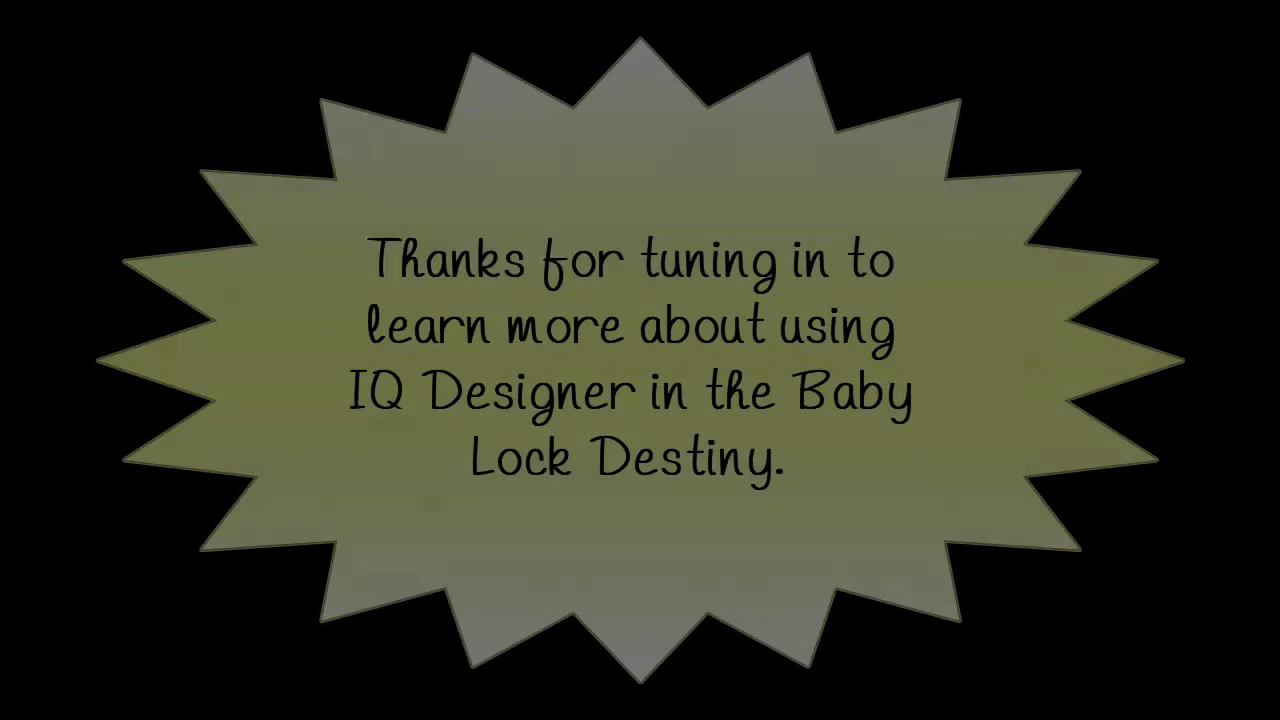 Thanks for tuning in to
learn more about using
IQ Designer in the Baby
Lock Destiny.